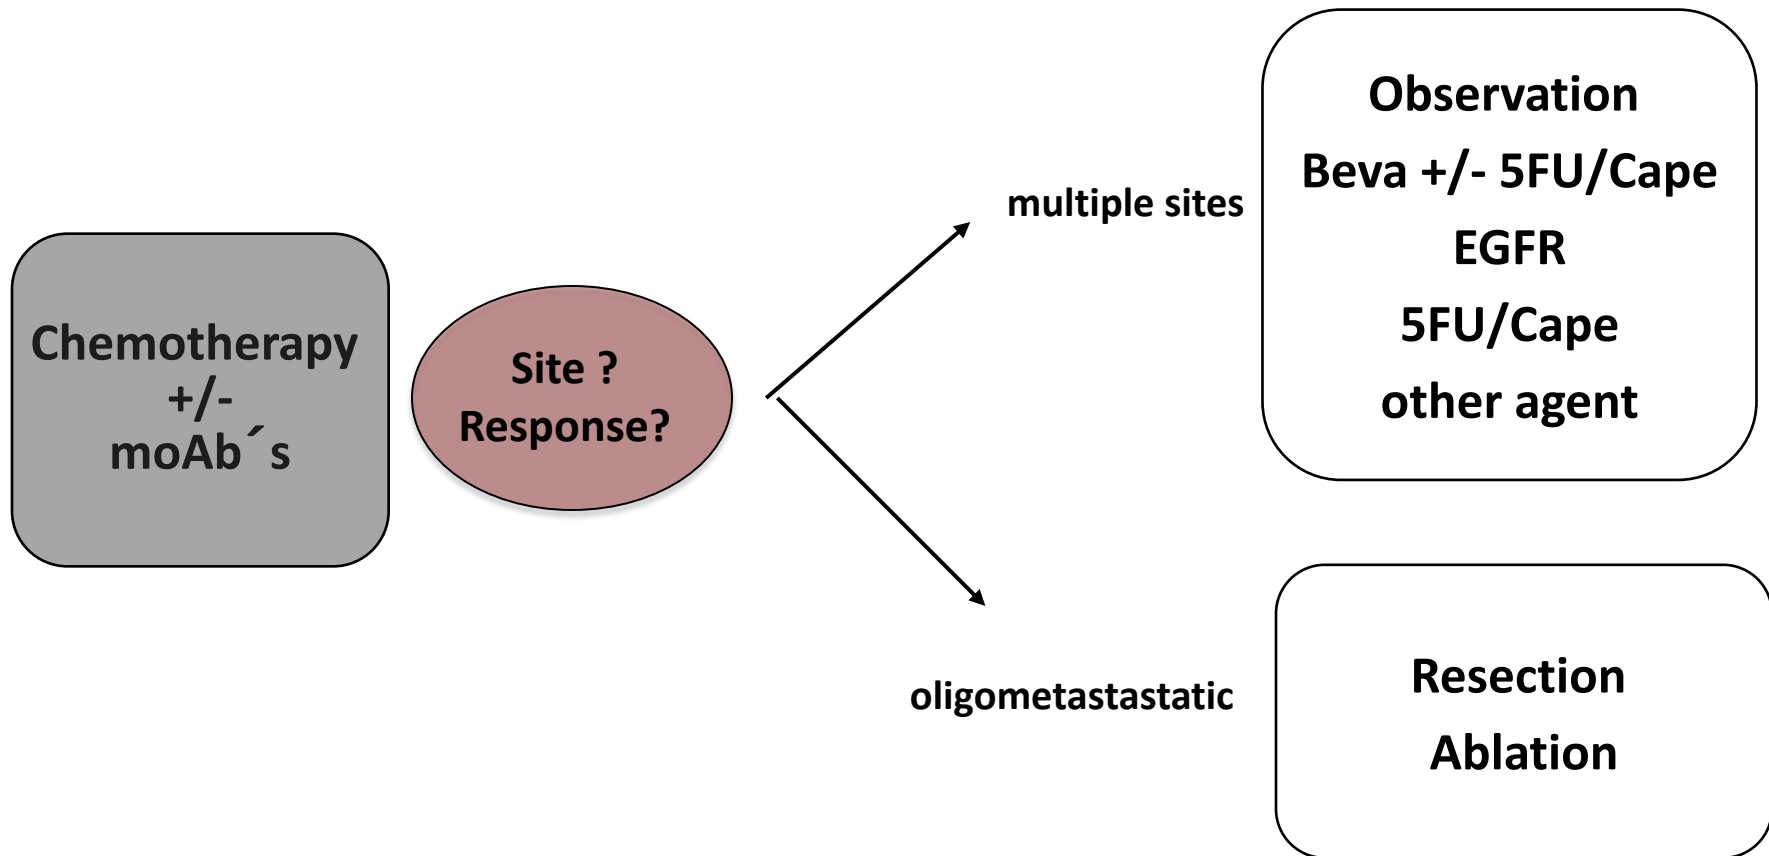 Chemotherapy
+/-
moAb´s
Site ?
Response?
multiple sites
Observation
Beva +/- 5FU/Cape
EGFR
5FU/Cape
other agent
oligometastastatic
Resection
Ablation